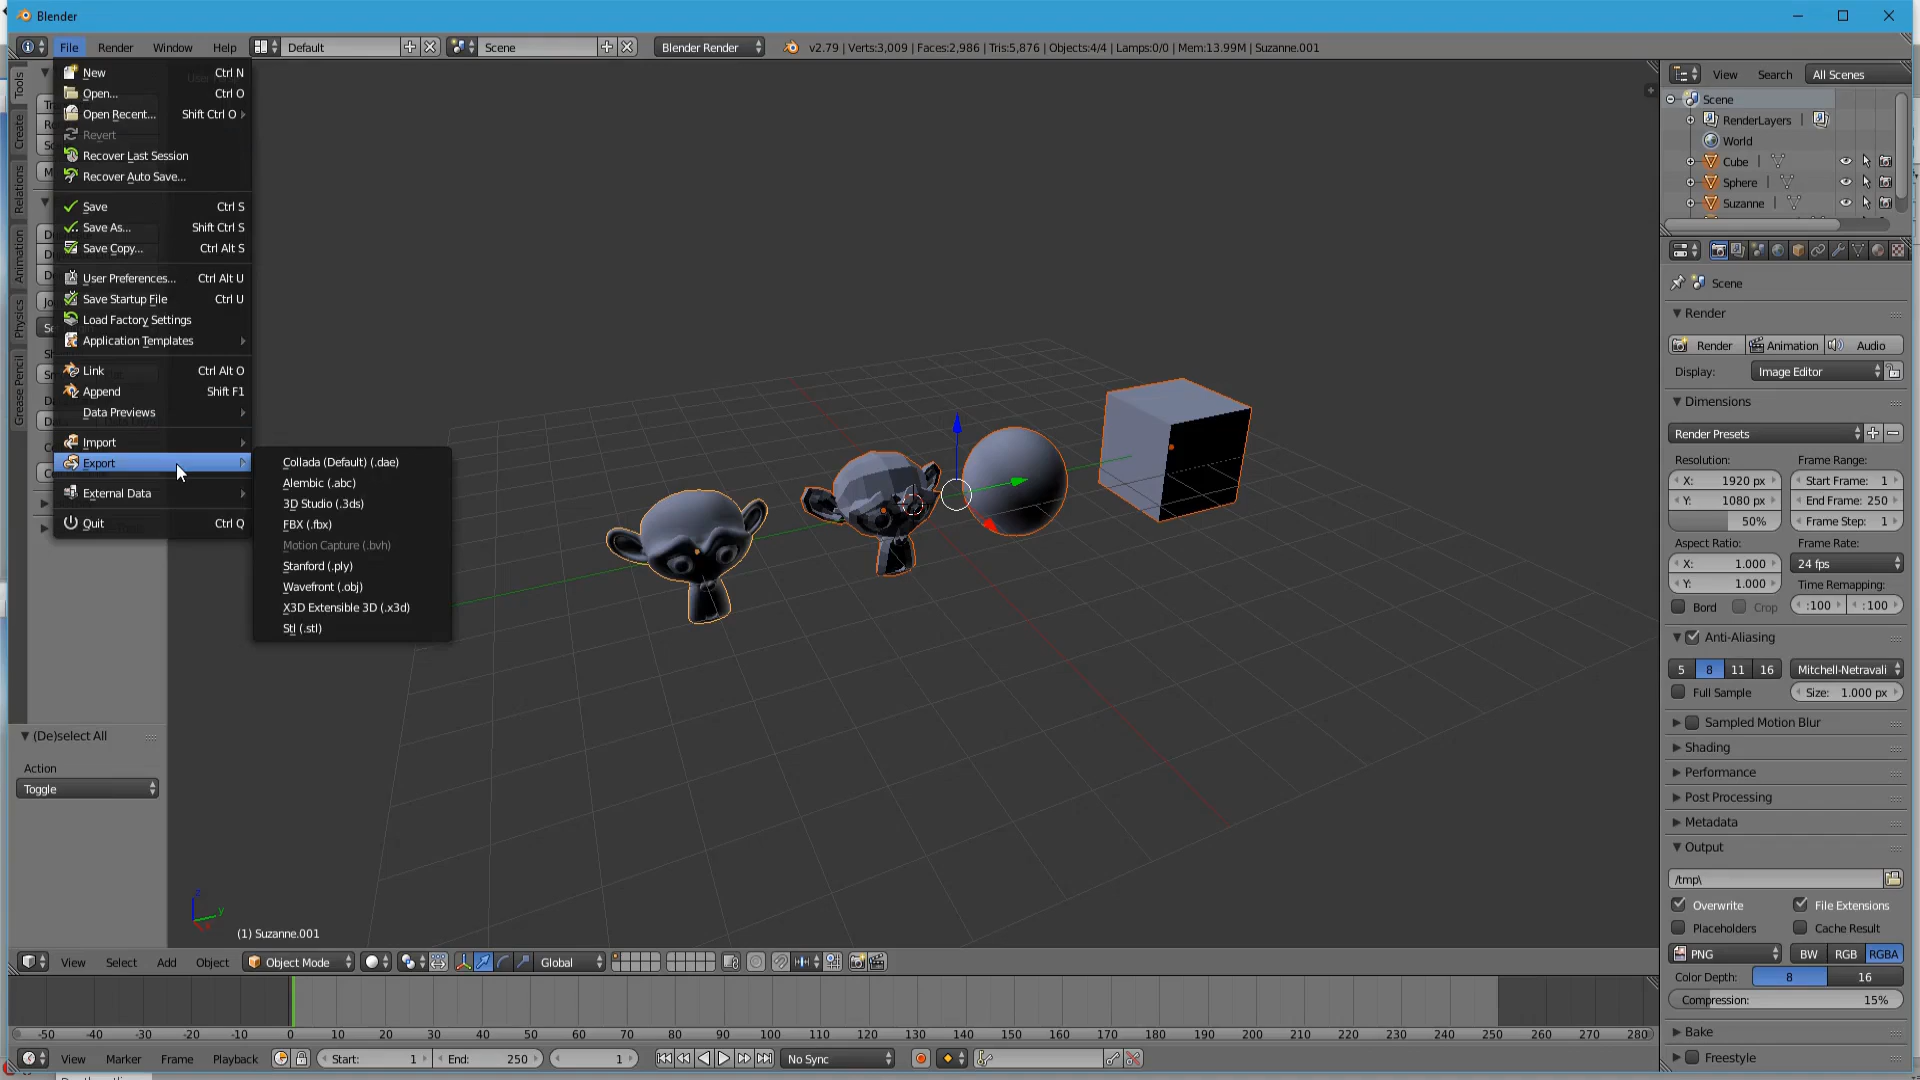 Blender
File Render Window Help Default Scene Blender Render v2.79 | Verts:3,009 | Faces:2,986 | Tris:5,876 | Objects:4/4 | Lamps:0/0 | Mem:13.99M | Suzanne.001
New Ctrl N
Open... Ctrl O
Open Recent... Shift Ctrl O
Revert
Recover Last Session
Recover Auto Save...
Save Ctrl S
Save As... Shift Ctrl S
Save Copy... Ctrl Alt S
User Preferences... Ctrl Alt U
Save Startup File Ctrl U
Load Factory Settings
Application Templates
Link Ctrl Alt O
Append Shift F1
Data Previews
Import
Export
External Data
Quit Ctrl Q
Collada (Default) (.dae)
Alembic (.abc)
3D Studio (.3ds)
FBX (.fbx)
Motion Capture (.bvh)
Stanford (.ply)
Wavefront (.obj)
X3D Extensible 3D (.x3d)
Stl (.stl)
Tools
Create
Relations
Animation
Physics
Grease Pencil
(De)select All
Action
Toggle
z
y
x
(1) Suzanne.001
View Select Add Object Object Mode Global
-50 -40 -30 -20 -10 0 10 20 30 40 50 60 70 80 90 100 110 120 130 140 150 160 170 180 190 200 210 220 230 240 250 260 270 280
View Marker Frame Playback Start: 1 End: 250 1 No Sync
View Search All Scenes
Scene
RenderLayers |
World
Cube |
Sphere |
Suzanne |
Scene
Render
Render Animation Audio
Display: Image Editor
Dimensions
Render Presets
Resolution: Frame Range:
X: 1920 px Start Frame: 1
Y: 1080 px End Frame: 250
50% Frame Step: 1
Aspect Ratio: Frame Rate:
X: 1.000 24 fps
Y: 1.000 Time Remapping:
Bord Crop :100 :100
Anti-Aliasing
5 8 11 16 Mitchell-Netravali
Full Sample Size: 1.000 px
Sampled Motion Blur
Shading
Performance
Post Processing
Metadata
Output
/tmp\
Overwrite File Extensions
Placeholders Cache Result
PNG BW RGB RGBA
Color Depth: 8 16
Compression: 15%
Bake
Freestyle